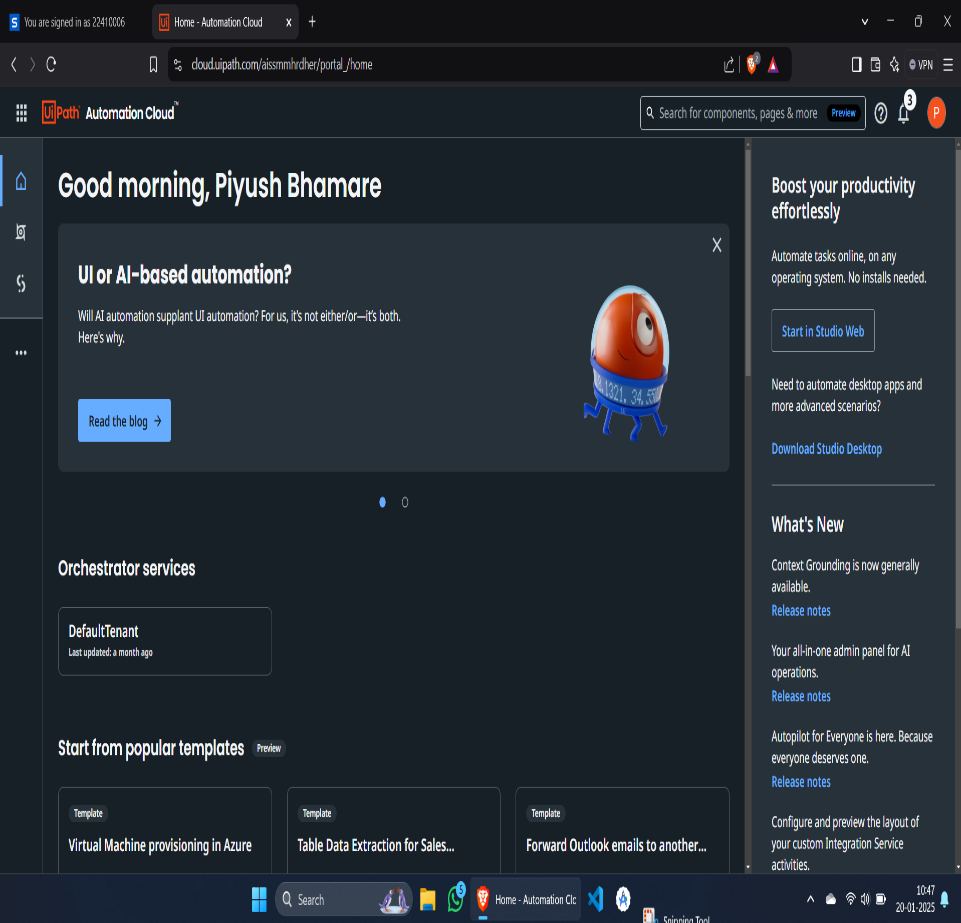 S You are signed in as 22410006
Ui Home - Automation Cloud
cloud.uipath.com/aissmmhrdher/portal_/home
2
VPN
UiPath Automation Cloud™
Search for components, pages & more Preview
3
P
Good morning, Piyush Bhamare
UI or AI-based automation?
Will AI automation supplant UI automation? For us, it's not either/or—it's both.
Here's why.
Read the blog →
Orchestrator services
DefaultTenant
Last updated: a month ago
Start from popular templates Preview
Template
Virtual Machine provisioning in Azure
Template
Table Data Extraction for Sales...
Template
Forward Outlook emails to another...
Boost your productivity
effortlessly
Automate tasks online, on any
operating system. No installs needed.
Start in Studio Web
Need to automate desktop apps and
more advanced scenarios?
Download Studio Desktop
What's New
Context Grounding is now generally
available.
Release notes
Your all-in-one admin panel for AI
operations.
Release notes
Autopilot for Everyone is here. Because
everyone deserves one.
Release notes
Configure and preview the layout of
your custom Integration Service
activities.
Search
5
Home - Automation Clc
Snipping Tool
10:47
20-01-2025